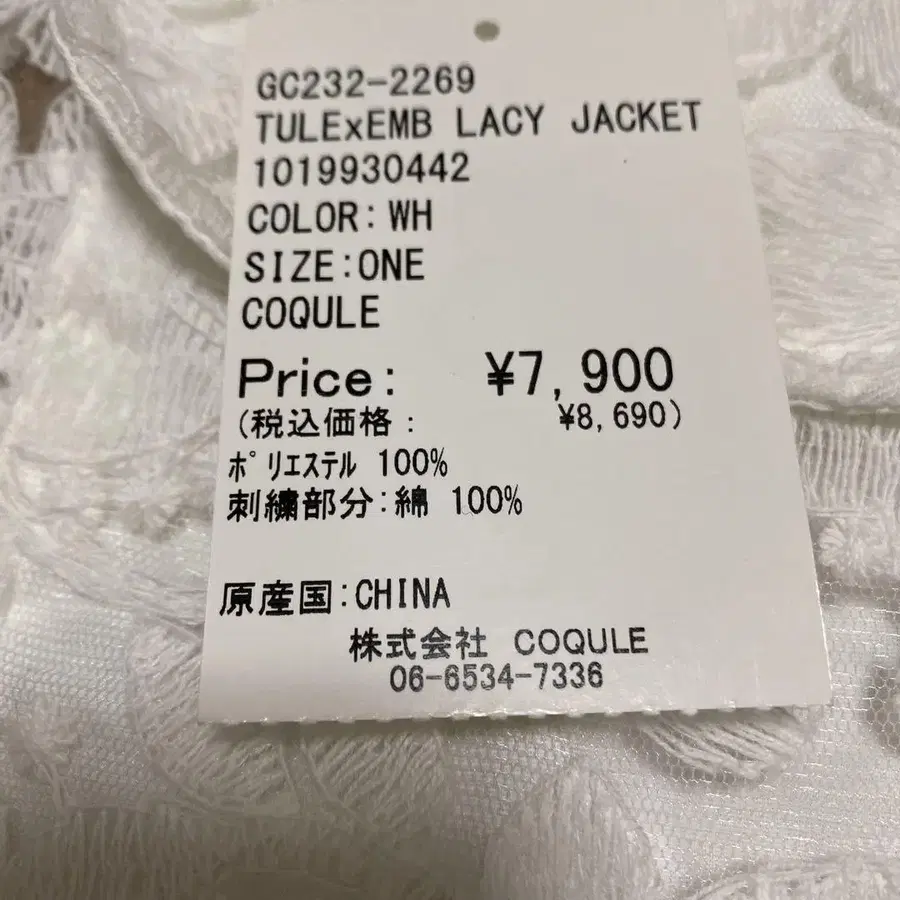 GC232-2269
TULExEMB LACY JACKET
1019930442
COLOR:WH
SIZE:ONE
COQULE
Price: ¥7,900
(税込価格: ¥8,690)
ﾎﾟﾘｴｽﾃﾙ 100%
刺繍部分:綿 100%
原産国:CHINA
株式会社 COQULE
06-6534-7336